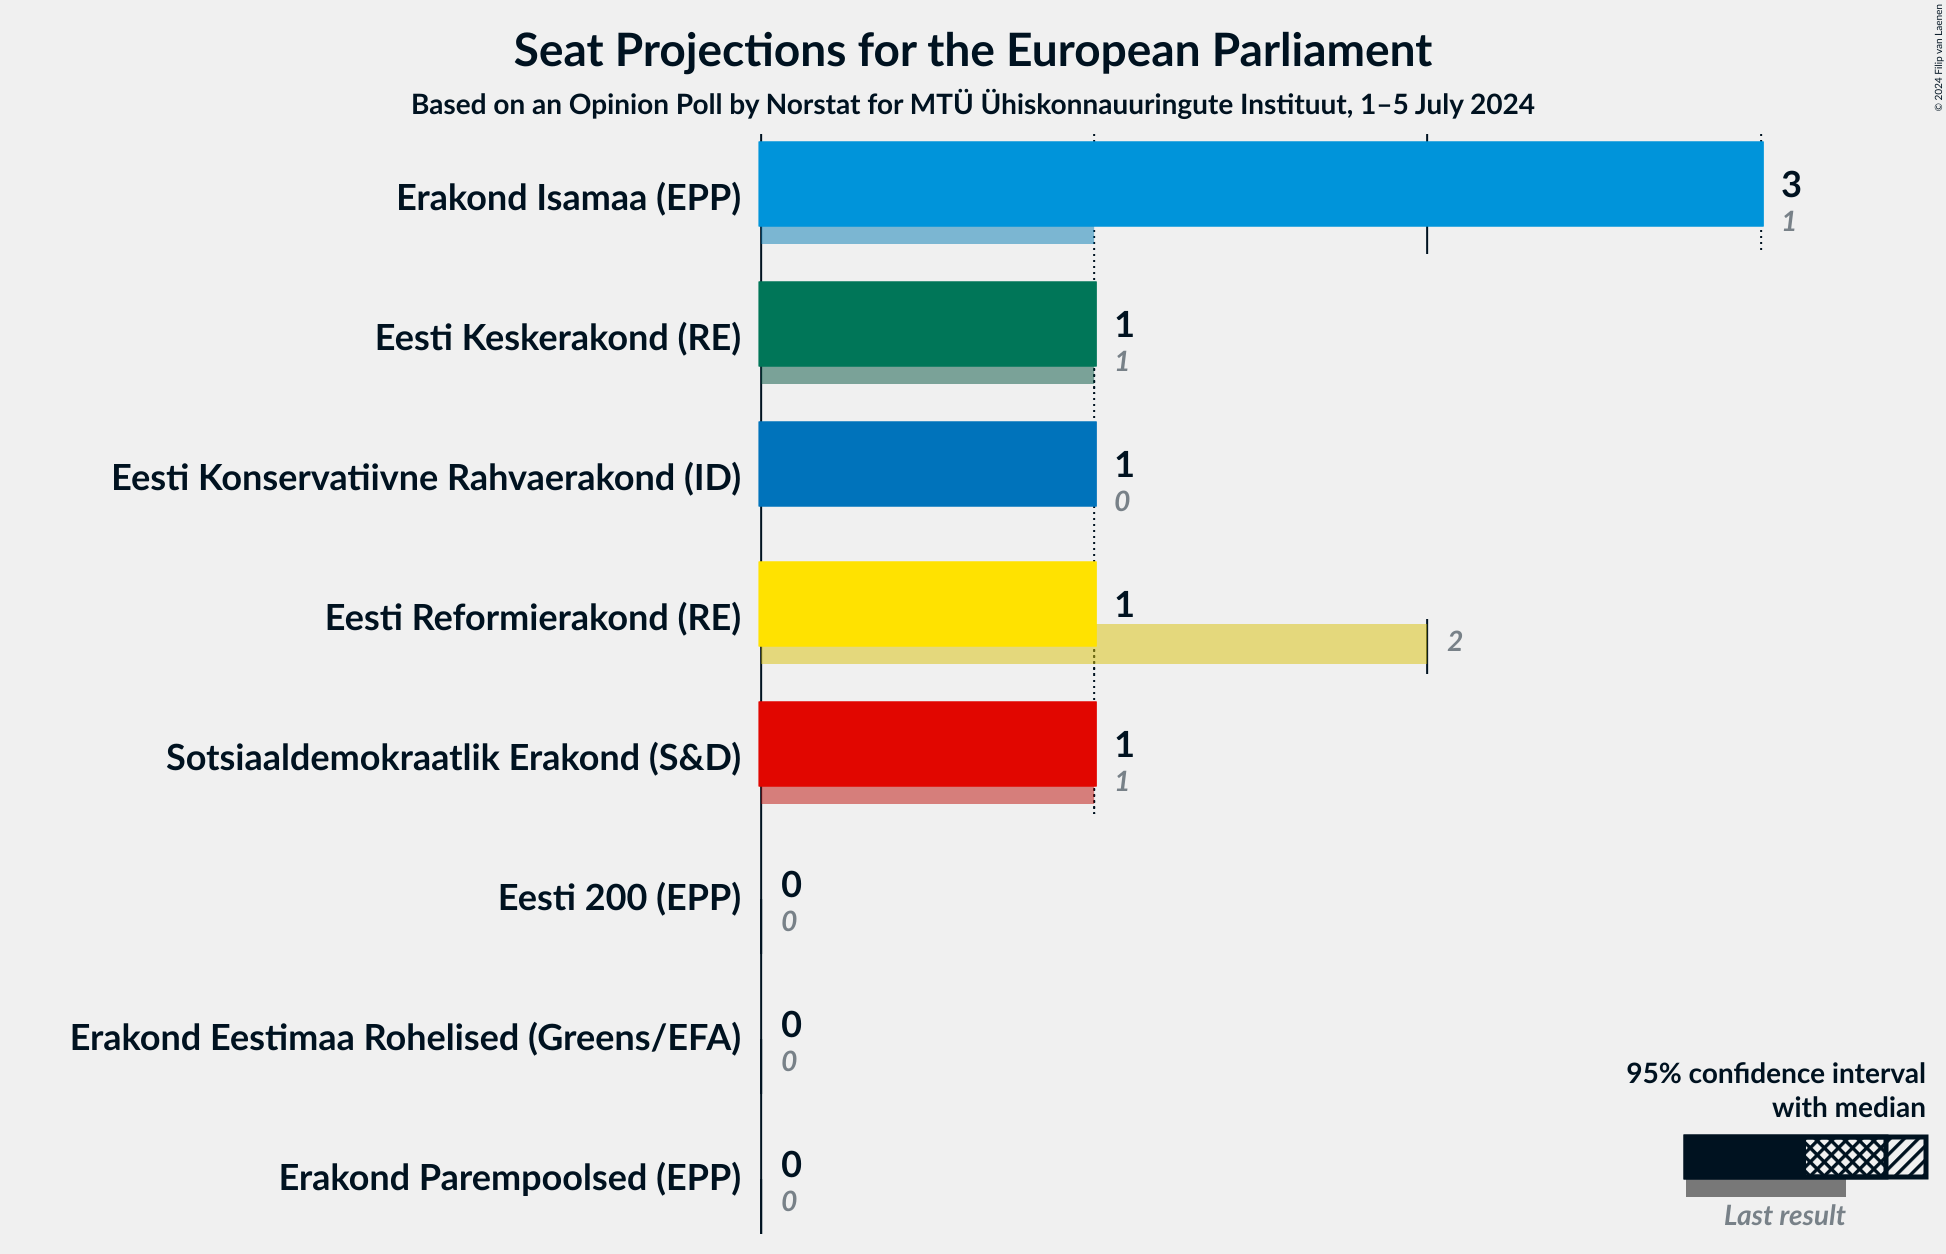 Seat Projections for the European Parliament
Based on an Opinion Poll by Norstat for MTÜ Ühiskonnauuringute Instituut, 1–5 July 2024
© 2024 Filip van Laenen
Erakond Isamaa (EPP)
3
1
Eesti Keskerakond (RE)
1
1
Eesti Konservatiivne Rahvaerakond (ID)
1
0
Eesti Reformierakond (RE)
1
2
Sotsiaaldemokraatlik Erakond (S&D)
1
1
Eesti 200 (EPP)
0
0
Erakond Eestimaa Rohelised (Greens/EFA)
0
0
Erakond Parempoolsed (EPP)
0
0
95% confidence interval
with median
Last result